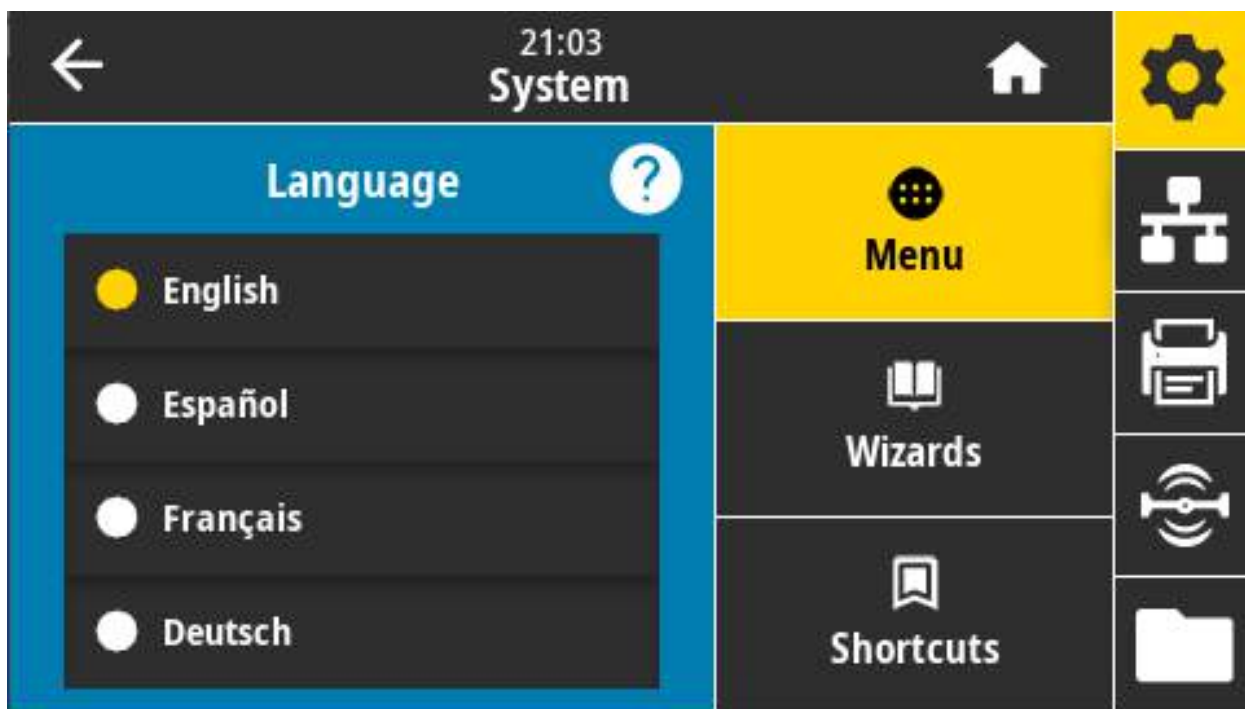 21:03
System
Language
?
English
Español
Français
Deutsch
Menu
Wizards
Shortcuts